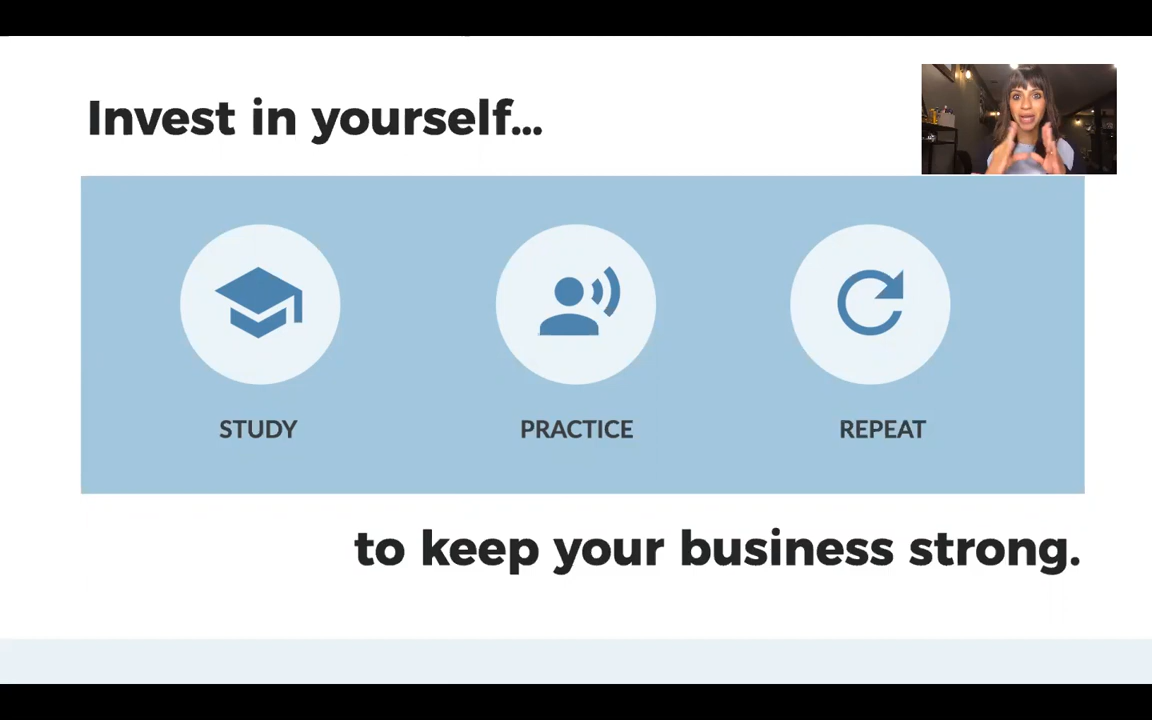 Invest in yourself...
STUDY
PRACTICE
REPEAT
to keep your business strong.